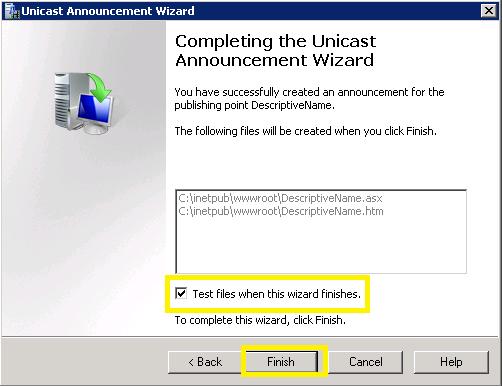 Unicast Announcement Wizard
Completing the Unicast
Announcement Wizard
You have successfully created an announcement for the
publishing point DescriptiveName.
The following files will be created when you click Finish.
C:\inetpub\wwwroot\DescriptiveName.asx
C:\inetpub\wwwroot\DescriptiveName.htm
Test files when this wizard finishes.
To complete this wizard, click Finish.
< Back Finish Cancel Help